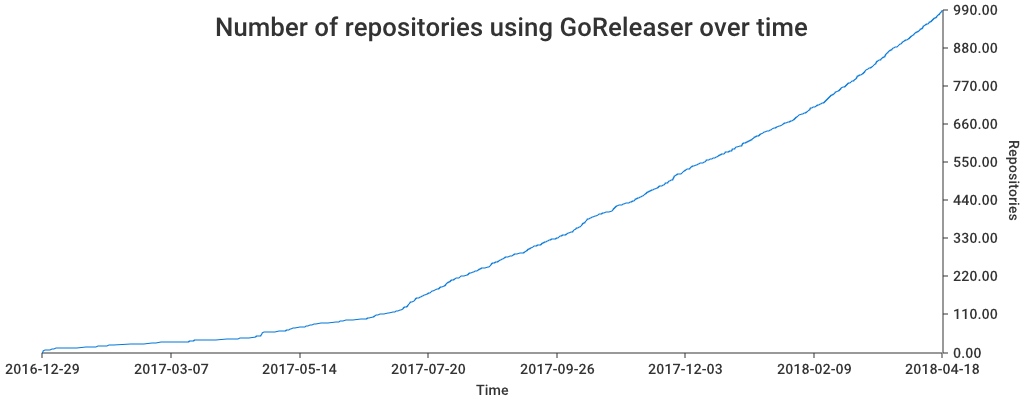 Number of repositories using GoReleaser over time
990.00
880.00
770.00
660.00
550.00
440.00
330.00
220.00
110.00
0.00
Repositories
2016-12-29 2017-03-07 2017-05-14 2017-07-20 2017-09-26 2017-12-03 2018-02-09 2018-04-18
Time